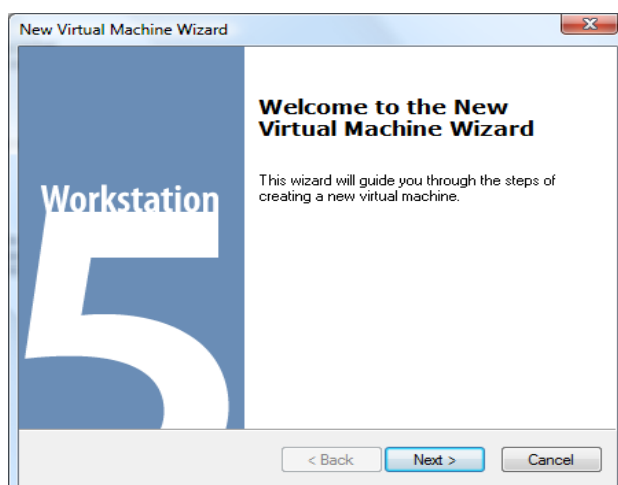 New Virtual Machine Wizard
Workstation
5
Welcome to the New
Virtual Machine Wizard
This wizard will guide you through the steps of
creating a new virtual machine.
< Back
Next >
Cancel